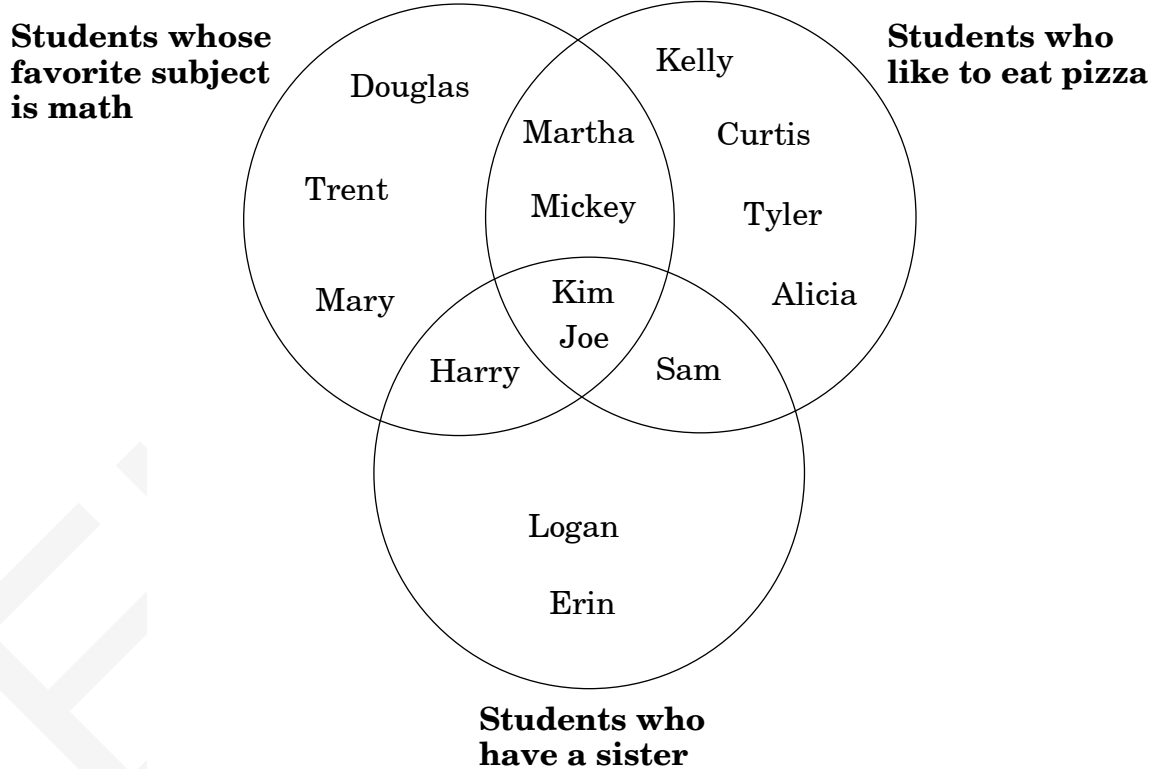 Students whose
favorite subject
is math
Students who
like to eat pizza
Douglas
Trent
Mary
Martha
Mickey
Kelly
Curtis
Tyler
Alicia
Kim
Joe
Harry
Sam
Logan
Erin
Students who
have a sister